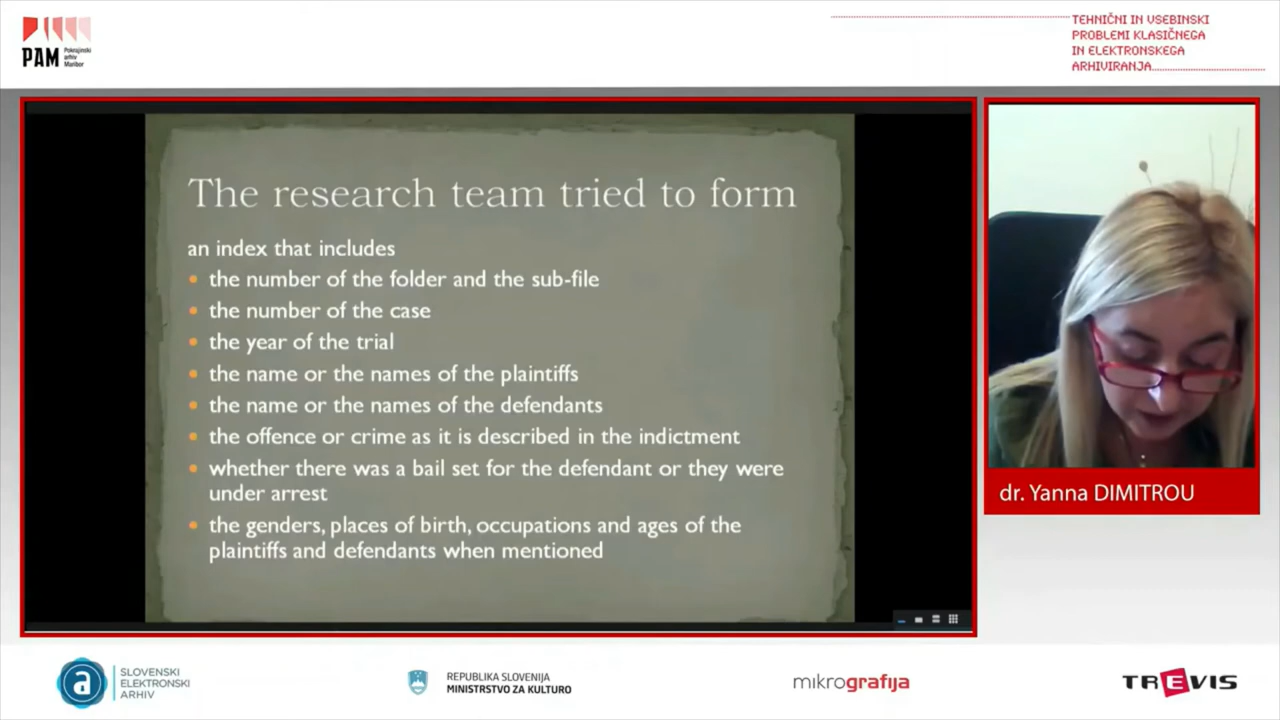 PAM
Pokrajinski
arhiv
Maribor
TEHNIČNI IN VSEBINSKI
PROBLEMI KLASIČNEGA
IN ELEKTRONSKEGA
ARHIVIRANJA
The research team tried to form
an index that includes
the number of the folder and the sub-file
the number of the case
the year of the trial
the name or the names of the plaintiffs
the name or the names of the defendants
the offence or crime as it is described in the indictment
whether there was a bail set for the defendant or they were
under arrest
the genders, places of birth, occupations and ages of the
plaintiffs and defendants when mentioned
dr. Yanna DIMITROU
a
SLOVENSKI
ELEKTRONSKI
ARHIV
REPUBLIKA SLOVENIJA
MINISTRSTVO ZA KULTURO
mikrografija
TREVIS